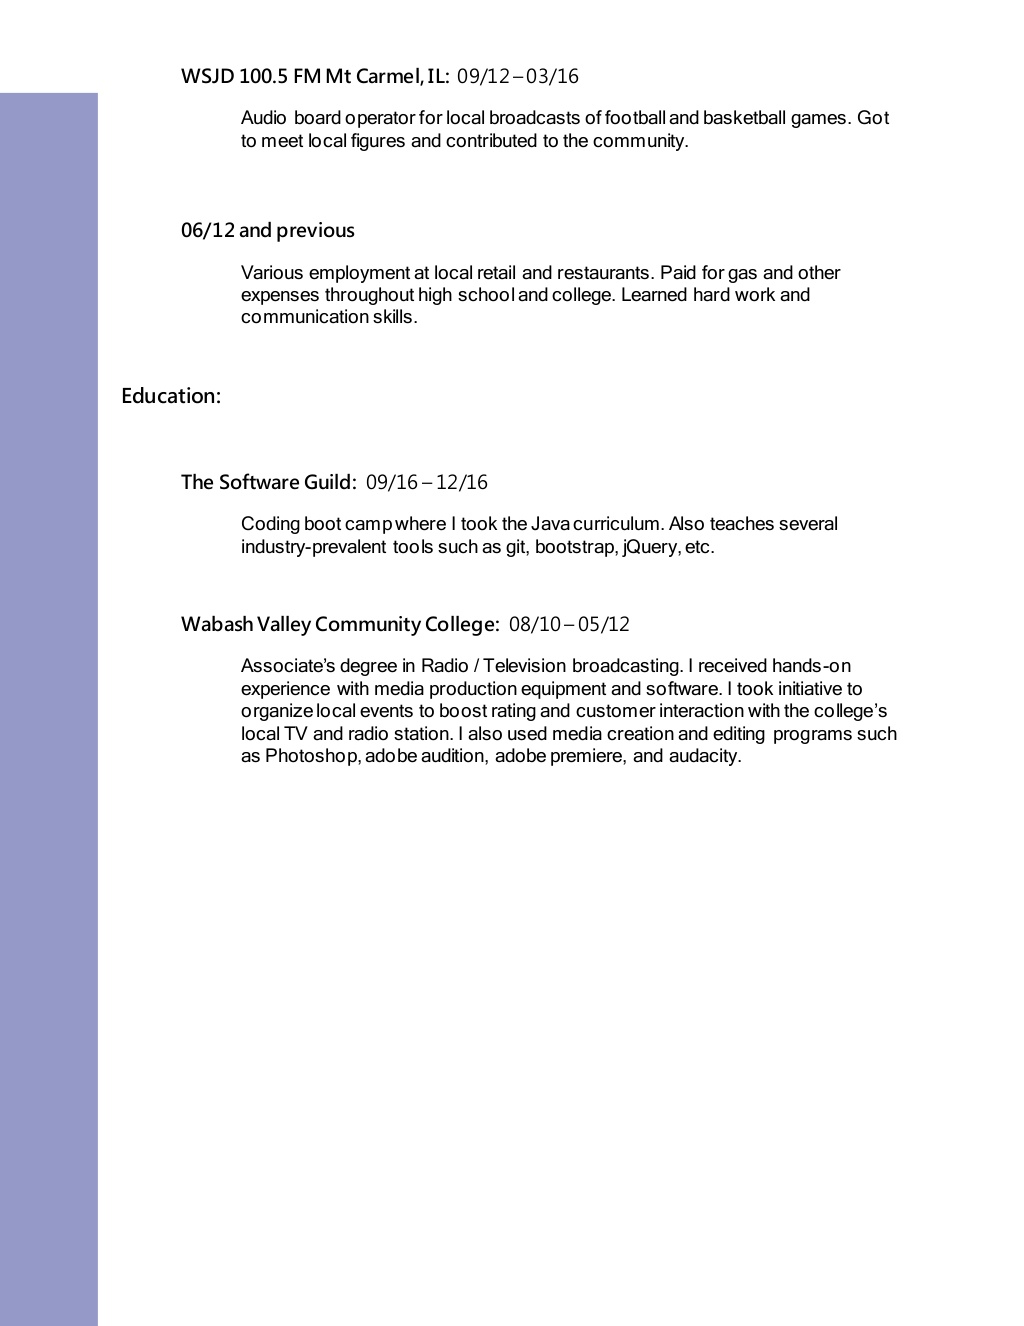 WSJD 100.5 FM Mt Carmel, IL: 09/12 – 03/16
Audio board operator for local broadcasts of football and basketball games. Got
to meet local figures and contributed to the community.
06/12 and previous
Various employment at local retail and restaurants. Paid for gas and other
expenses throughout high school and college. Learned hard work and
communication skills.
Education:
The Software Guild: 09/16 – 12/16
Coding boot camp where I took the Java curriculum. Also teaches several
industry-prevalent tools such as git, bootstrap, jQuery, etc.
Wabash Valley Community College: 08/10 – 05/12
Associate’s degree in Radio / Television broadcasting. I received hands-on
experience with media production equipment and software. I took initiative to
organize local events to boost rating and customer interaction with the college’s
local TV and radio station. I also used media creation and editing programs such
as Photoshop, adobe audition, adobe premiere, and audacity.